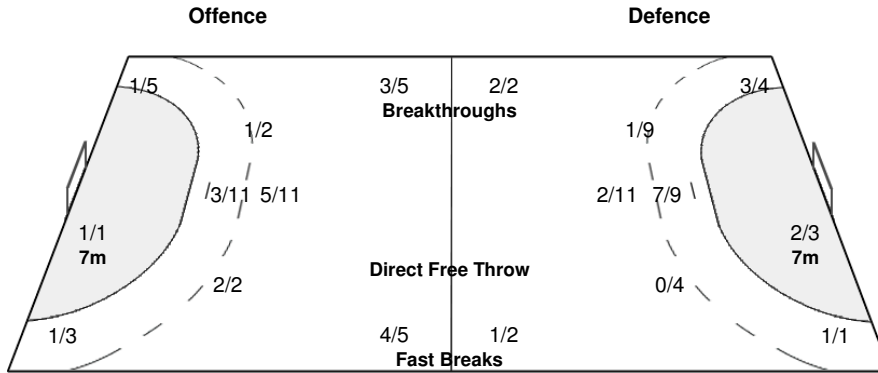 Offence Defence
1/5 3/5 2/2 3/4
Breakthroughs
1/2 1/9
3/11 5/11 2/11 7/9
1/1 2/3
7m 7m
Direct Free Throw
2/2 0/4
1/3 4/5 1/2 1/1
Fast Breaks